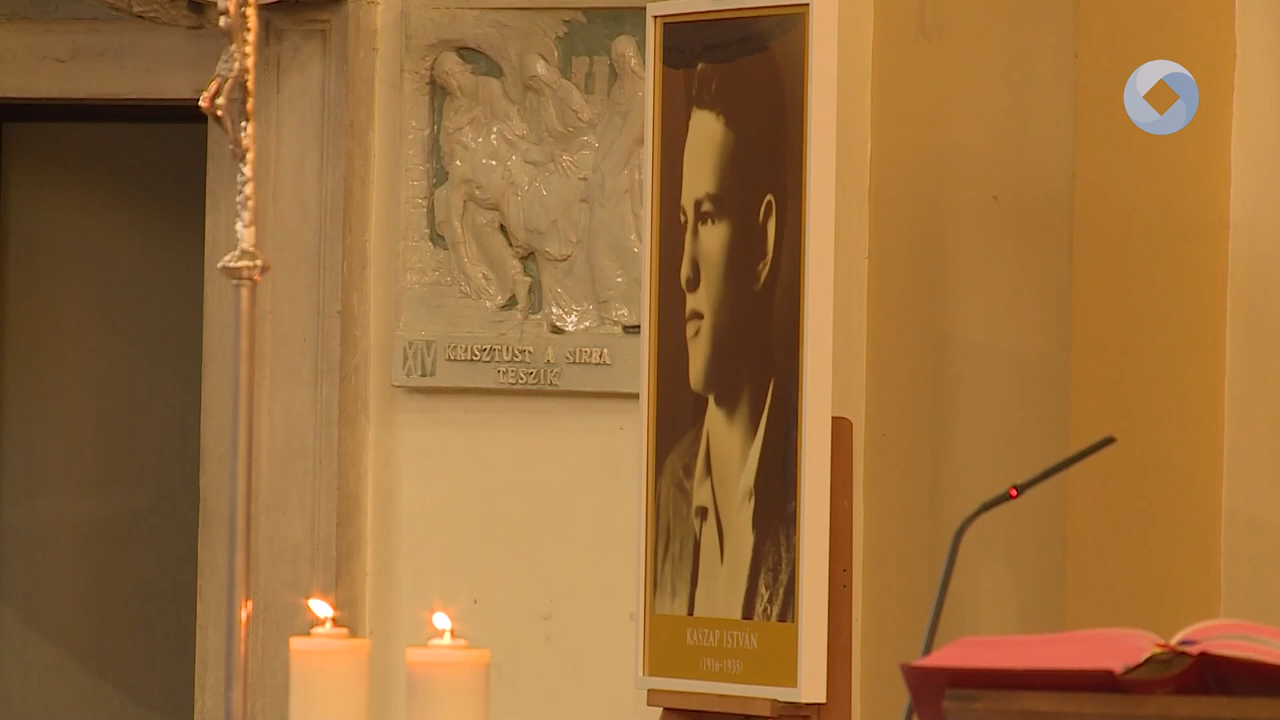 XIV KRISZTUST A SIRBA
TESZIK
KASZAP ISTVÁN
(1916-1935)